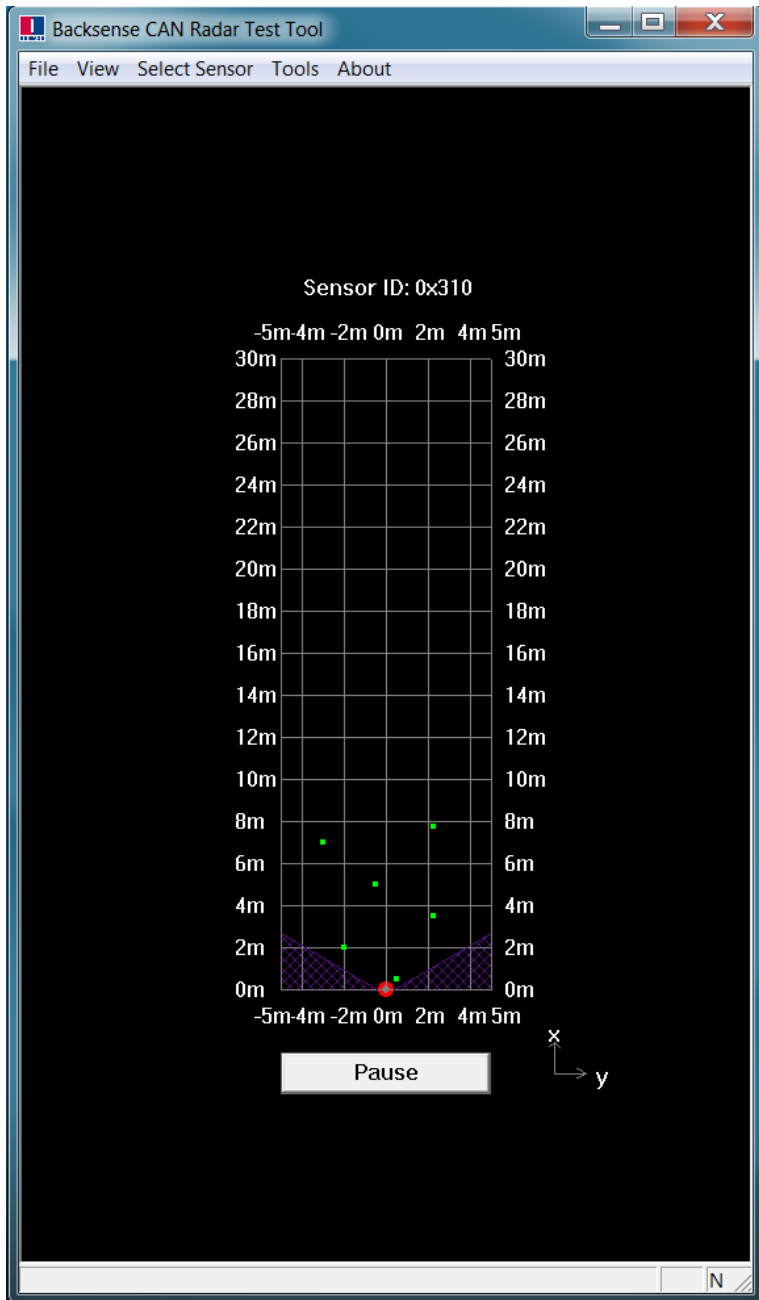 Backsense CAN Radar Test Tool
File View Select Sensor Tools About
Sensor ID: 0x310
-5m-4m -2m 0m 2m 4m 5m
30m 30m
28m 28m
26m 26m
24m 24m
22m 22m
20m 20m
18m 18m
16m 16m
14m 14m
12m 12m
10m 10m
8m 8m
6m 6m
4m 4m
2m 2m
0m 0m
-5m-4m -2m 0m 2m 4m 5m
x
Pause
y
N